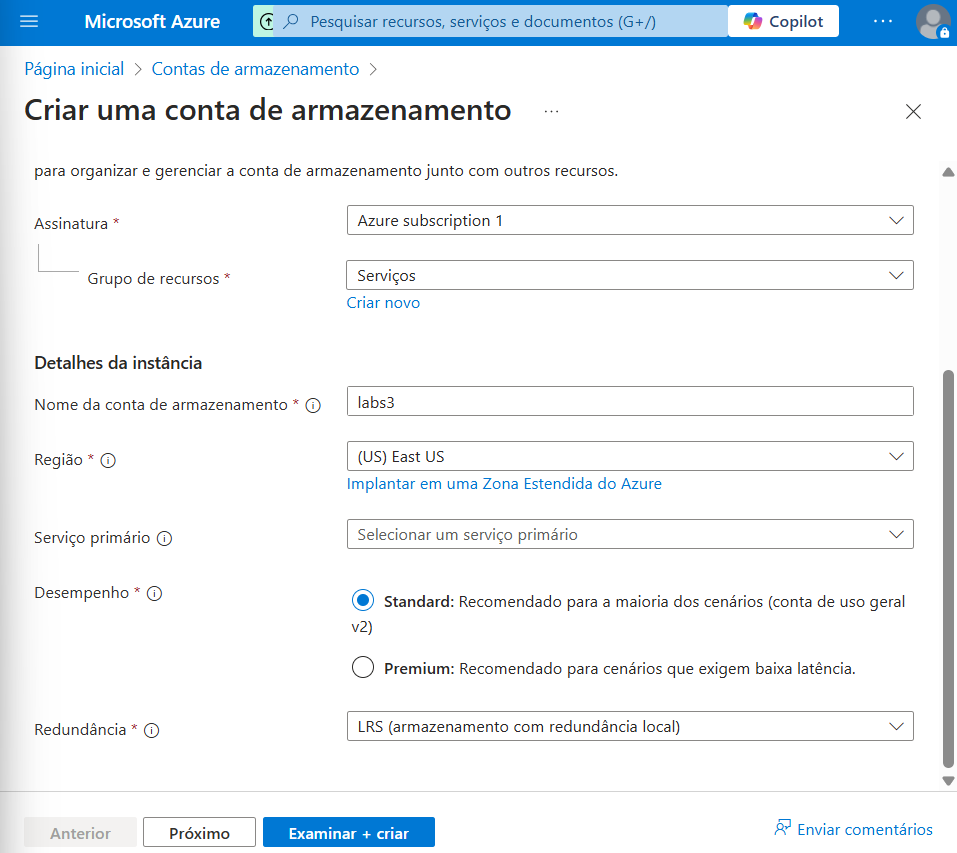 Microsoft Azure
Pesquisar recursos, serviços e documentos (G+/)
Copilot
Página inicial > Contas de armazenamento >
Criar uma conta de armazenamento
para organizar e gerenciar a conta de armazenamento junto com outros recursos.
Assinatura *
Azure subscription 1
Grupo de recursos *
Serviços
Criar novo
Detalhes da instância
Nome da conta de armazenamento *
labs3
Região *
(US) East US
Implantar em uma Zona Estendida do Azure
Serviço primário
Selecionar um serviço primário
Desempenho *
Standard: Recomendado para a maioria dos cenários (conta de uso geral
v2)
Premium: Recomendado para cenários que exigem baixa latência.
Redundância *
LRS (armazenamento com redundância local)
Anterior
Próximo
Examinar + criar
Enviar comentários